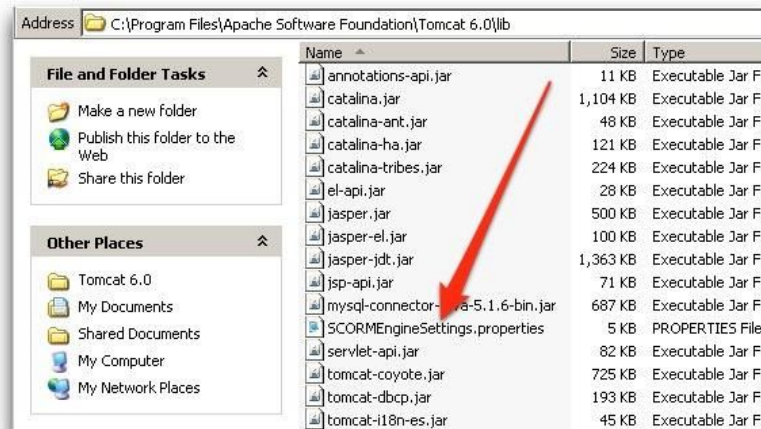 Address C:\Program Files\Apache Software Foundation\Tomcat 6.0\lib
File and Folder Tasks
Make a new folder
Publish this folder to the
Web
Share this folder
Other Places
Tomcat 6.0
My Documents
Shared Documents
My Computer
My Network Places
Name Size Type
annotations-api.jar 11 KB Executable Jar F
catalina.jar 1,104 KB Executable Jar F
catalina-ant.jar 48 KB Executable Jar F
catalina-ha.jar 121 KB Executable Jar F
catalina-tribes.jar 224 KB Executable Jar F
el-api.jar 28 KB Executable Jar F
jasper.jar 500 KB Executable Jar F
jasper-el.jar 100 KB Executable Jar F
jasper-jdt.jar 1,363 KB Executable Jar F
jsp-api.jar 71 KB Executable Jar F
mysql-connector- va-5.1.6-bin.jar 687 KB Executable Jar F
SCORMEngineSettings.properties 5 KB PROPERTIES File
servlet-api.jar 82 KB Executable Jar F
tomcat-coyote.jar 725 KB Executable Jar F
tomcat-dbcp.jar 193 KB Executable Jar F
tomcat-i18n-es.jar 45 KB Executable Jar F